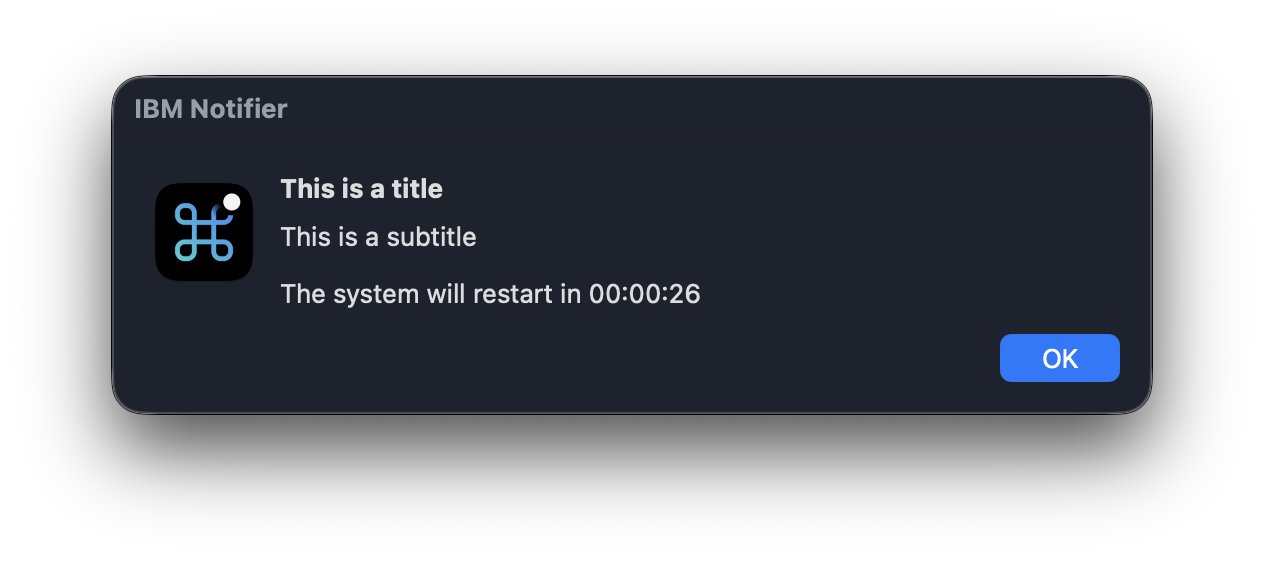 IBM Notifier
This is a title
This is a subtitle
The system will restart in 00:00:26
OK